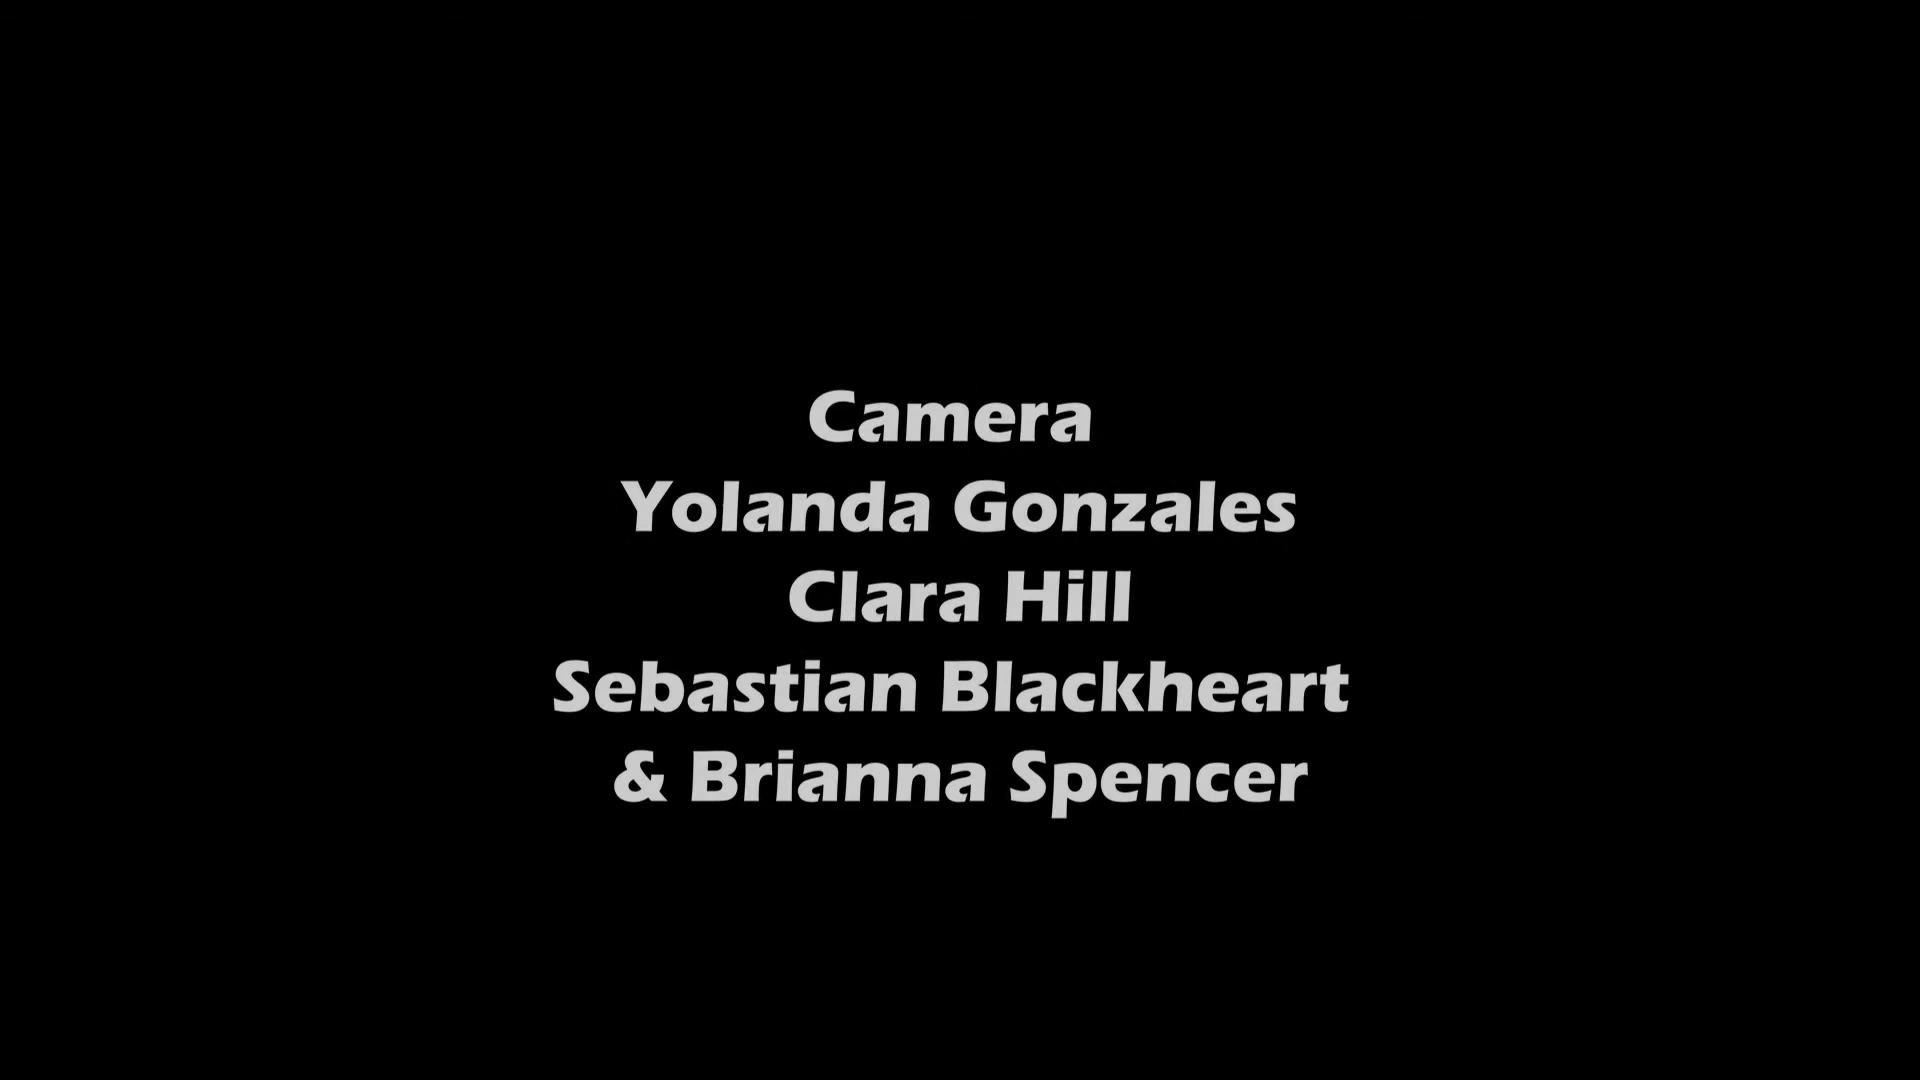 Camera
Yolanda Gonzales
Clara Hill
Sebastian Blackheart
& Brianna Spencer